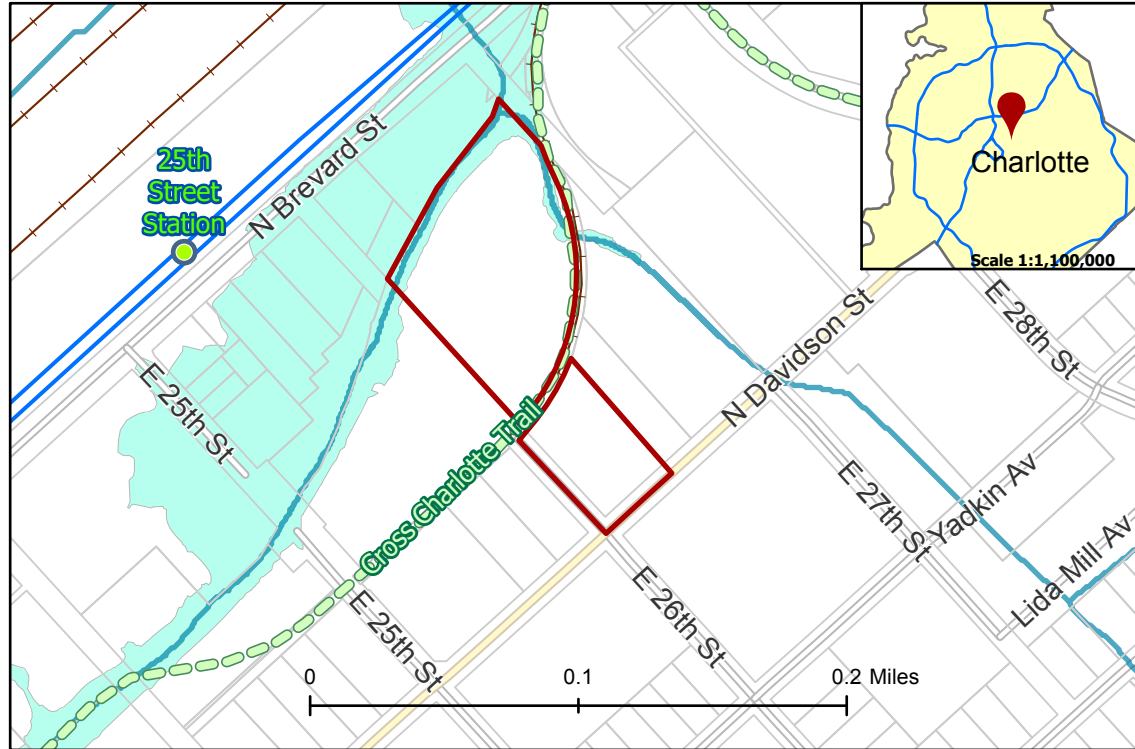 25th
Street
Station
N Brevard St
E 25th St
Cross Charlotte Trail
E 25th St
E 26th St
N Davidson St
E 27th St
E 28th St
Yadkin Av
Lida Mill Av
Charlotte
Scale 1:1,100,000
0 0.1 0.2 Miles